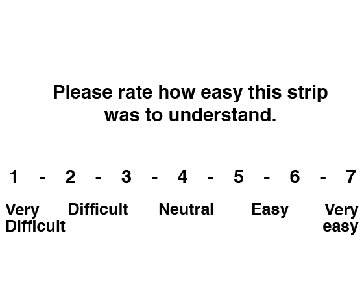 Please rate how easy this strip
was to understand.
1 - 2 - 3 - 4 - 5 - 6 - 7
Very Difficult Neutral Easy Very
Difficult easy